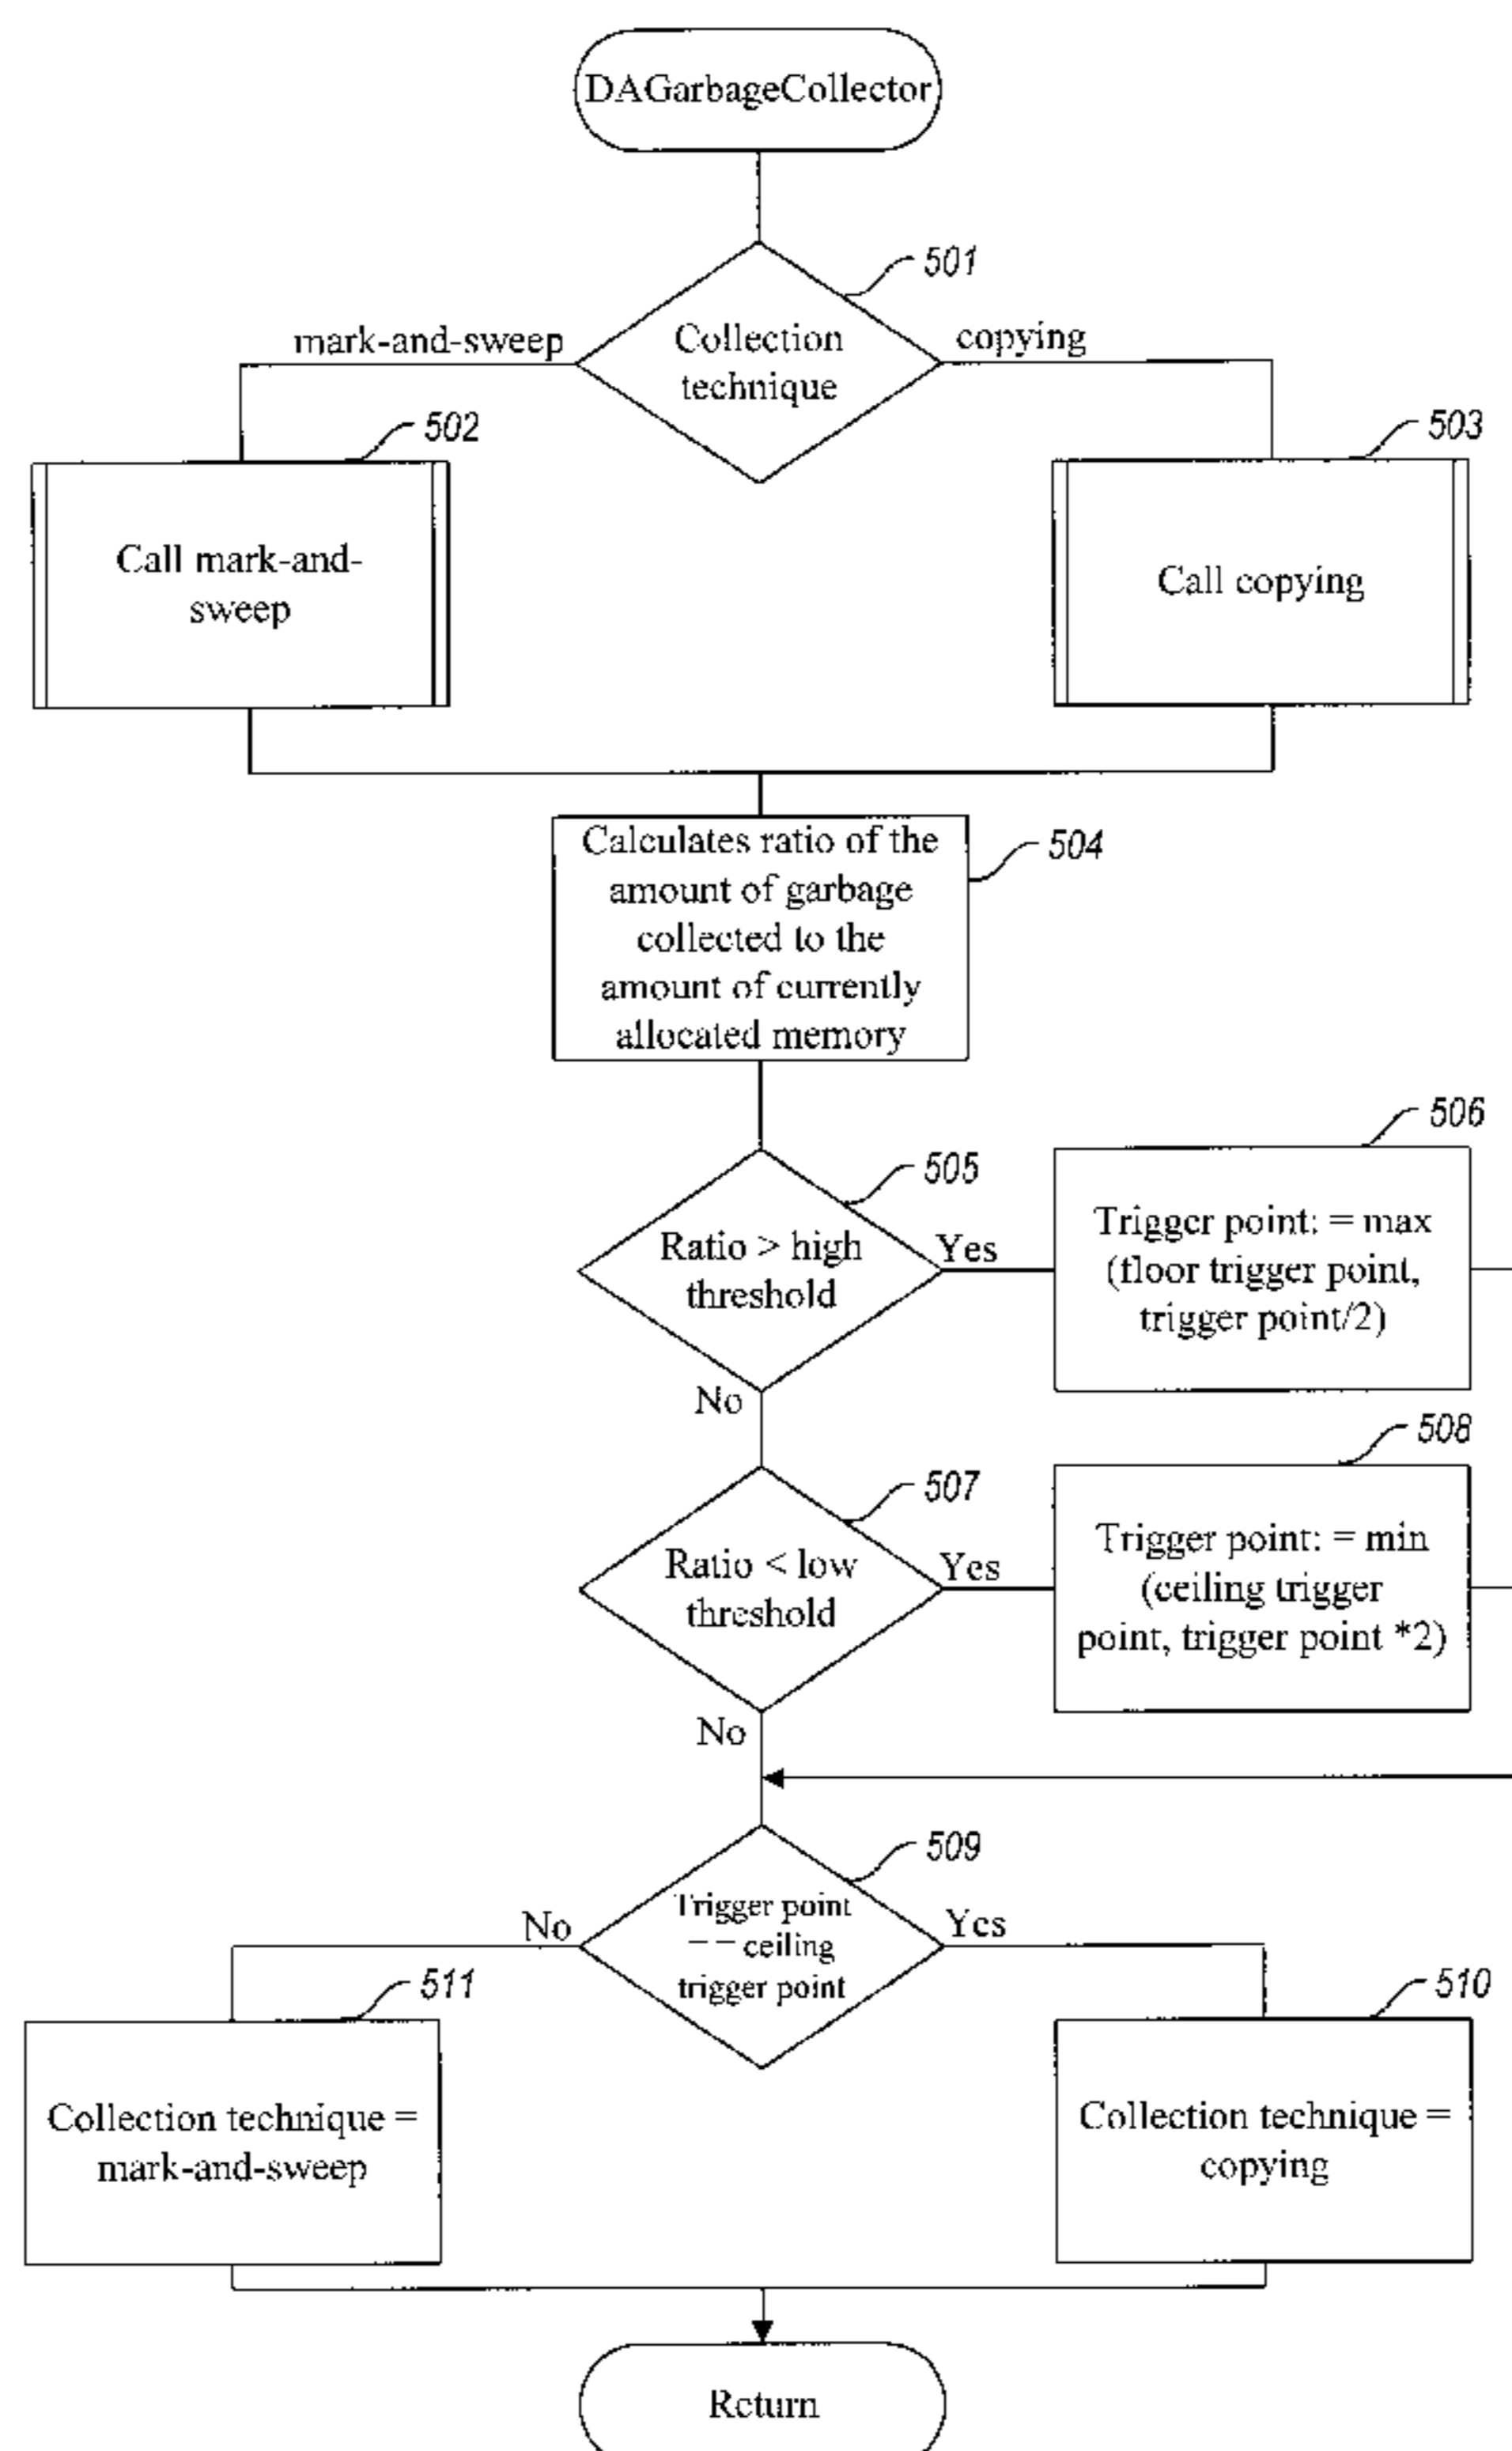 DAGarbageCollector
501
mark-and-sweep
Collection
technique
copying
502
503
Call mark-and-
sweep
Call copying
Calculates ratio of the
amount of garbage
collected to the
amount of currently
allocated memory
504
505
506
Ratio > high
threshold
Yes
Trigger point: = max
(floor trigger point,
trigger point/2)
No
507
508
Ratio < low
threshold
Yes
Trigger point: = min
(ceiling trigger
point, trigger point *2)
No
509
No
Trigger point
== ceiling
trigger point
Yes
511
510
Collection technique =
mark-and-sweep
Collection technique =
copying
Return